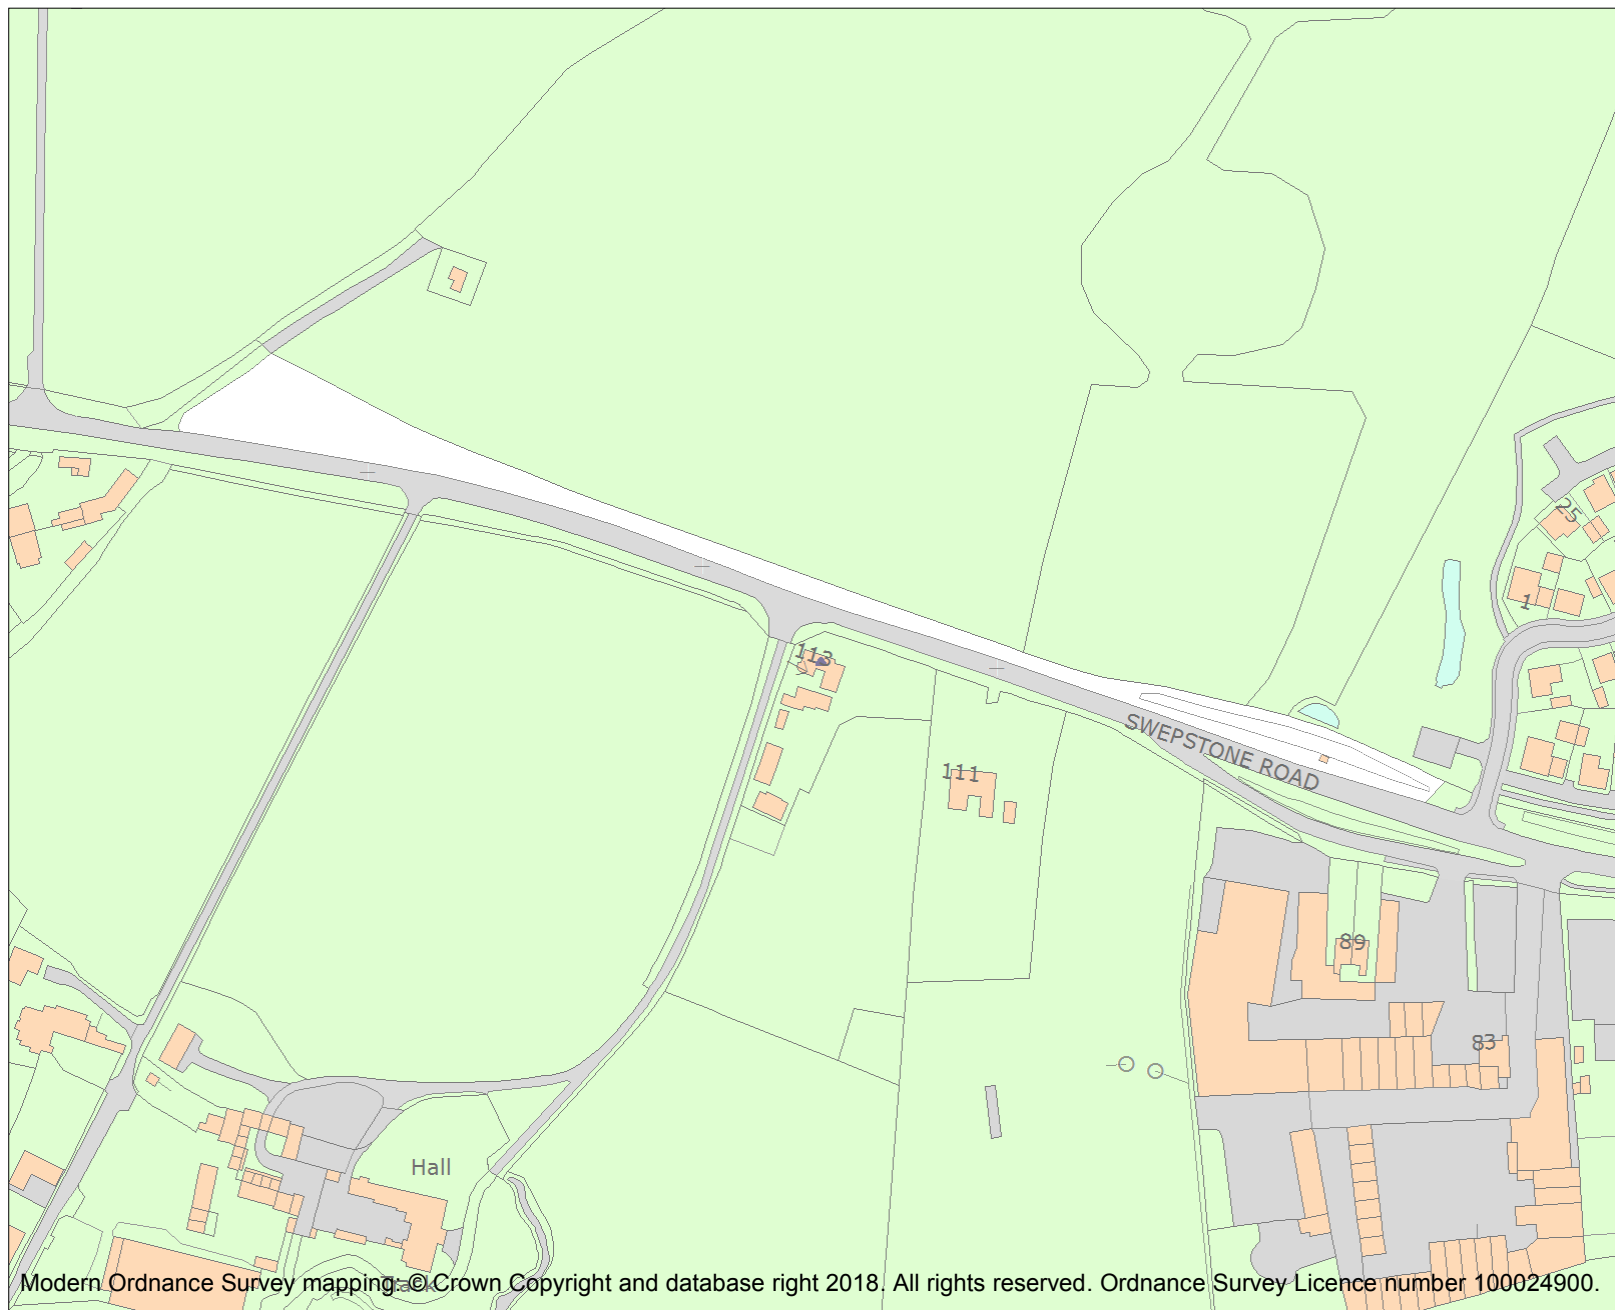 25
1
113
SWEPSTONE ROAD
111
89
83
Hall
Track
Modern Ordnance Survey mapping: © Crown Copyright and database right 2018. All rights reserved. Ordnance Survey Licence number 100024900.